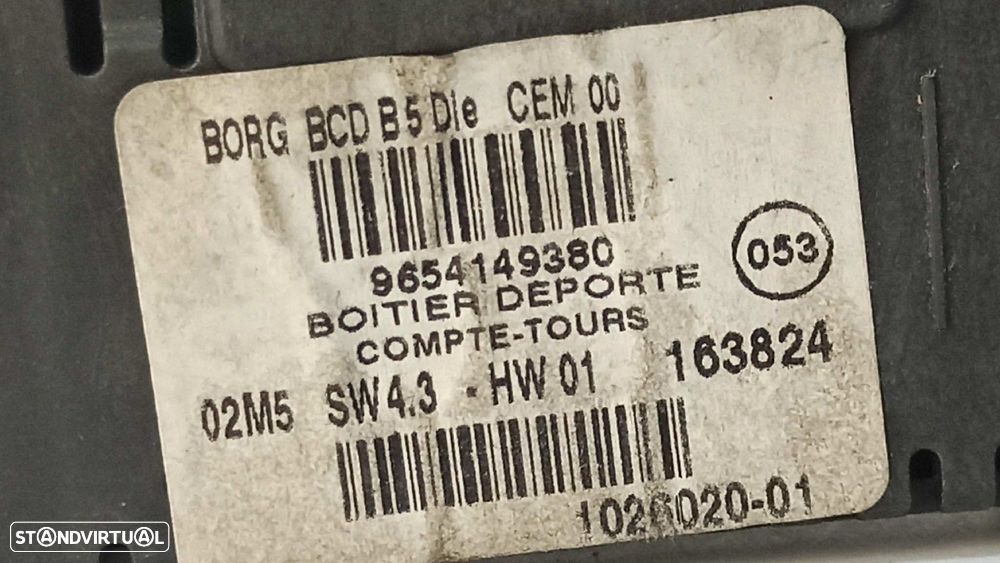 BORG BCD B5 Die CEM 00
9654149380
053
BOITIER DEPORTE
COMPTE-TOURS
02M5 SW4.3 - HW 01 163824
1026020-01
STANDVIRTUAL